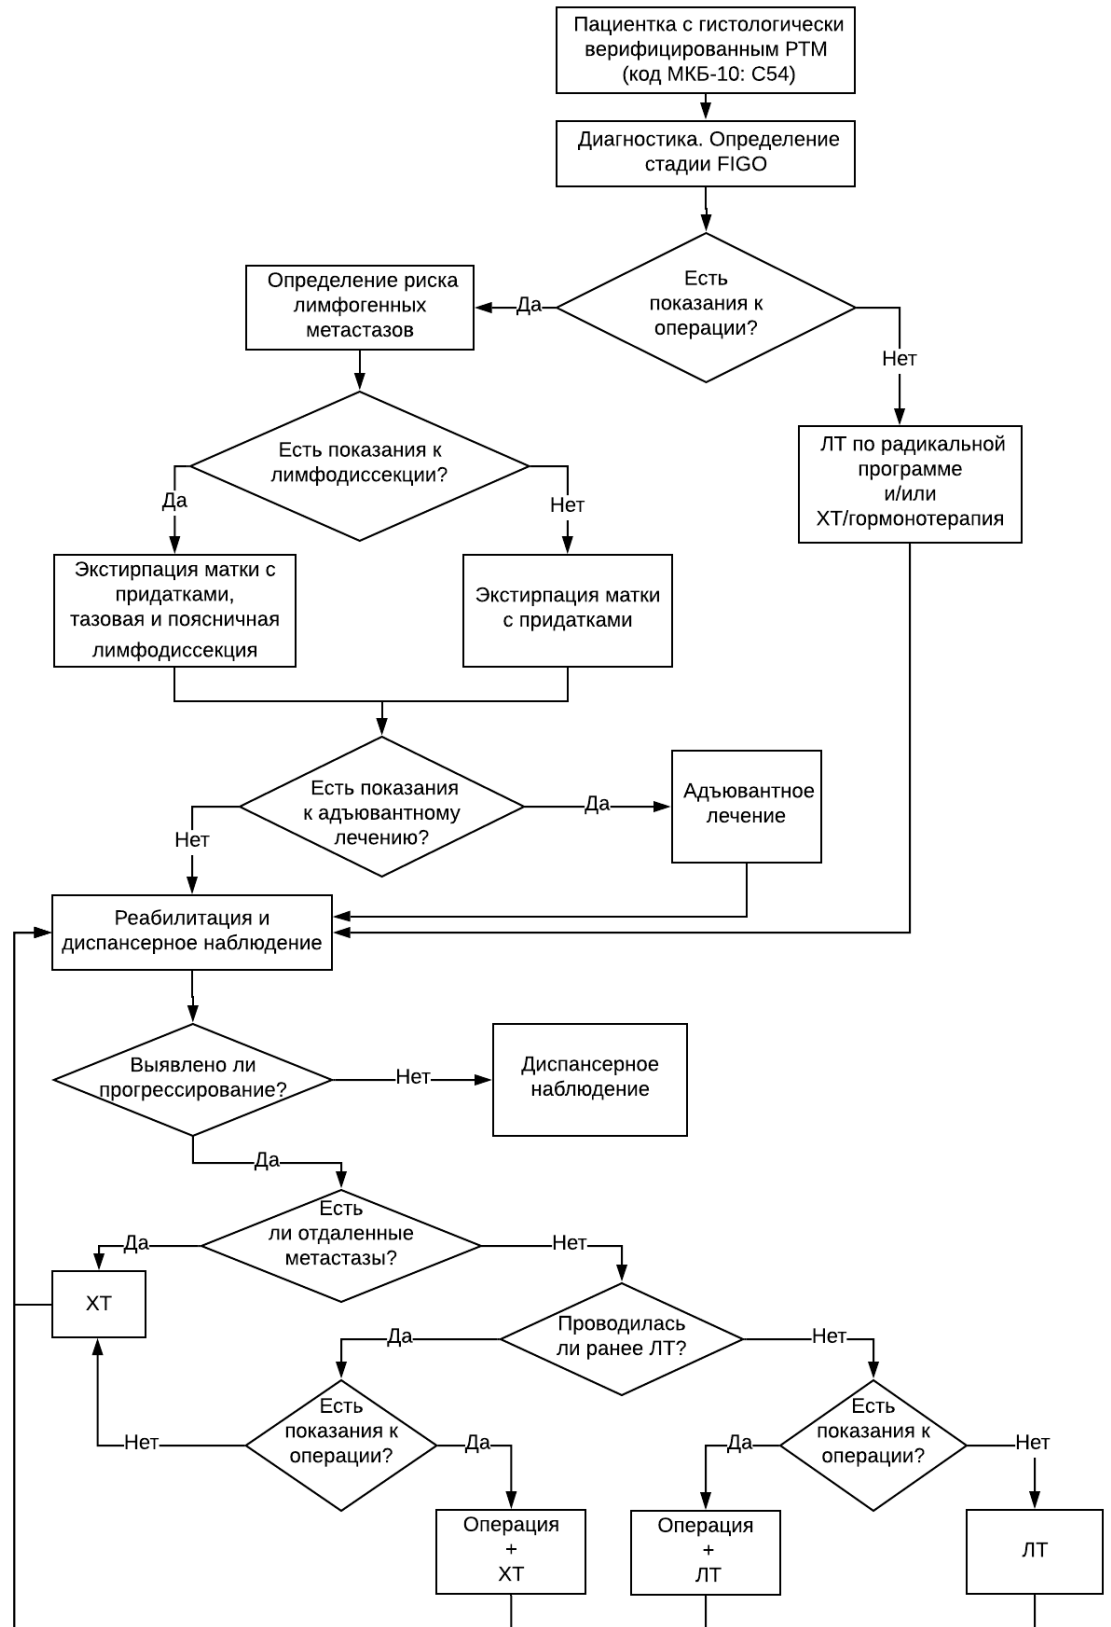 Пациентка с гистологически
верифицированным РТМ
(код МКБ-10: C54)
Диагностика. Определение
стадии FIGO
Есть
показания к
операции?
Да
Нет
Определение риска
лимфогенных
метастазов
Есть показания к
лимфодиссекции?
Да
Нет
ЛТ по радикальной
программе
и/или
ХТ/гормонотерапия
Экстирпация матки с
придатками,
тазовая и поясничная
лимфодиссекция
Экстирпация матки
с придатками
Есть показания
к адъювантному
лечению?
Да
Нет
Адъювантное
лечение
Реабилитация и
диспансерное наблюдение
Выявлено ли
прогрессирование?
Нет
Диспансерное
наблюдение
Да
Есть
ли отдаленные
метастазы?
Да
Нет
ХТ
Проводилась
ли ранее ЛТ?
Да
Нет
Есть
показания к
операции?
Нет
Да
Есть
показания к
операции?
Да
Нет
Операция
+
ХТ
Операция
+
ЛТ
ЛТ